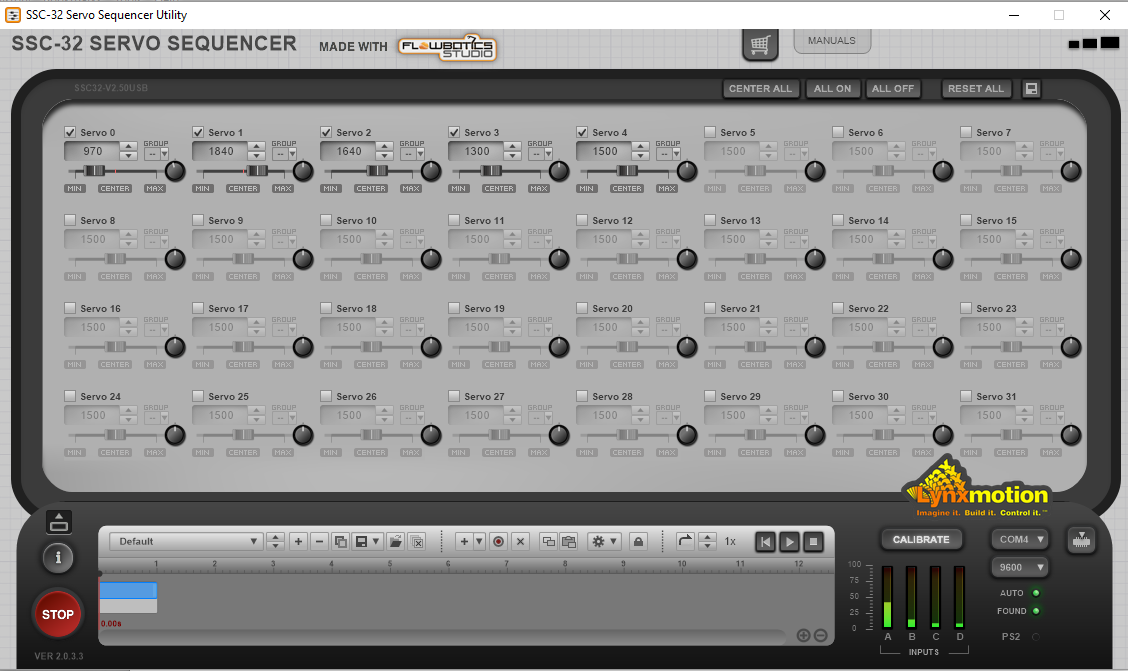 SSC-32 Servo Sequencer Utility
SSC-32 SERVO SEQUENCER MADE WITH FLOWBOTICS STUDIO MANUALS
SSC32-V2.50USB CENTER ALL ALL ON ALL OFF RESET ALL
Servo 0 Servo 1 Servo 2 Servo 3 Servo 4 Servo 5 Servo 6 Servo 7
GROUP GROUP GROUP GROUP GROUP GROUP GROUP GROUP
970 -- 1840 -- 1640 -- 1300 -- 1500 -- 1500 -- 1500 -- 1500 --
MIN CENTER MAX MIN CENTER MAX MIN CENTER MAX MIN CENTER MAX MIN CENTER MAX MIN CENTER MAX MIN CENTER MAX MIN CENTER MAX
Servo 8 Servo 9 Servo 10 Servo 11 Servo 12 Servo 13 Servo 14 Servo 15
GROUP GROUP GROUP GROUP GROUP GROUP GROUP GROUP
1500 -- 1500 -- 1500 -- 1500 -- 1500 -- 1500 -- 1500 -- 1500 --
MIN CENTER MAX MIN CENTER MAX MIN CENTER MAX MIN CENTER MAX MIN CENTER MAX MIN CENTER MAX MIN CENTER MAX MIN CENTER MAX
Servo 16 Servo 17 Servo 18 Servo 19 Servo 20 Servo 21 Servo 22 Servo 23
GROUP GROUP GROUP GROUP GROUP GROUP GROUP GROUP
1500 -- 1500 -- 1500 -- 1500 -- 1500 -- 1500 -- 1500 -- 1500 --
MIN CENTER MAX MIN CENTER MAX MIN CENTER MAX MIN CENTER MAX MIN CENTER MAX MIN CENTER MAX MIN CENTER MAX MIN CENTER MAX
Servo 24 Servo 25 Servo 26 Servo 27 Servo 28 Servo 29 Servo 30 Servo 31
GROUP GROUP GROUP GROUP GROUP GROUP GROUP GROUP
1500 -- 1500 -- 1500 -- 1500 -- 1500 -- 1500 -- 1500 -- 1500 --
MIN CENTER MAX MIN CENTER MAX MIN CENTER MAX MIN CENTER MAX MIN CENTER MAX MIN CENTER MAX MIN CENTER MAX MIN CENTER MAX
Lynxmotion
Imagine it. Build it. Control it.™
Default 1x
1 2 3 4 5 6 7 8 9 10 11 12
0.00s
i
STOP
VER 2.0.3.3
CALIBRATE COM4
9600
100
75
50
25
0
A B C D
INPUTS
AUTO
FOUND
PS2